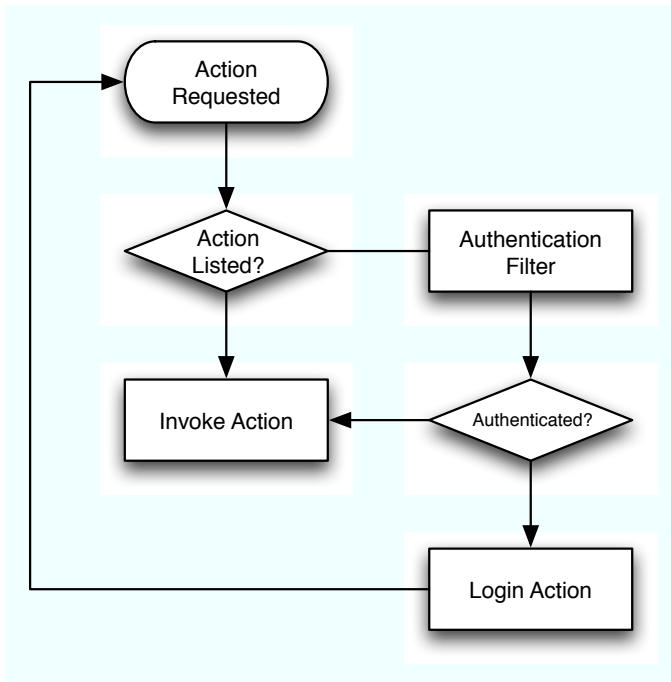 Action
Requested
Action
Listed?
Authentication
Filter
Invoke Action
Authenticated?
Login Action